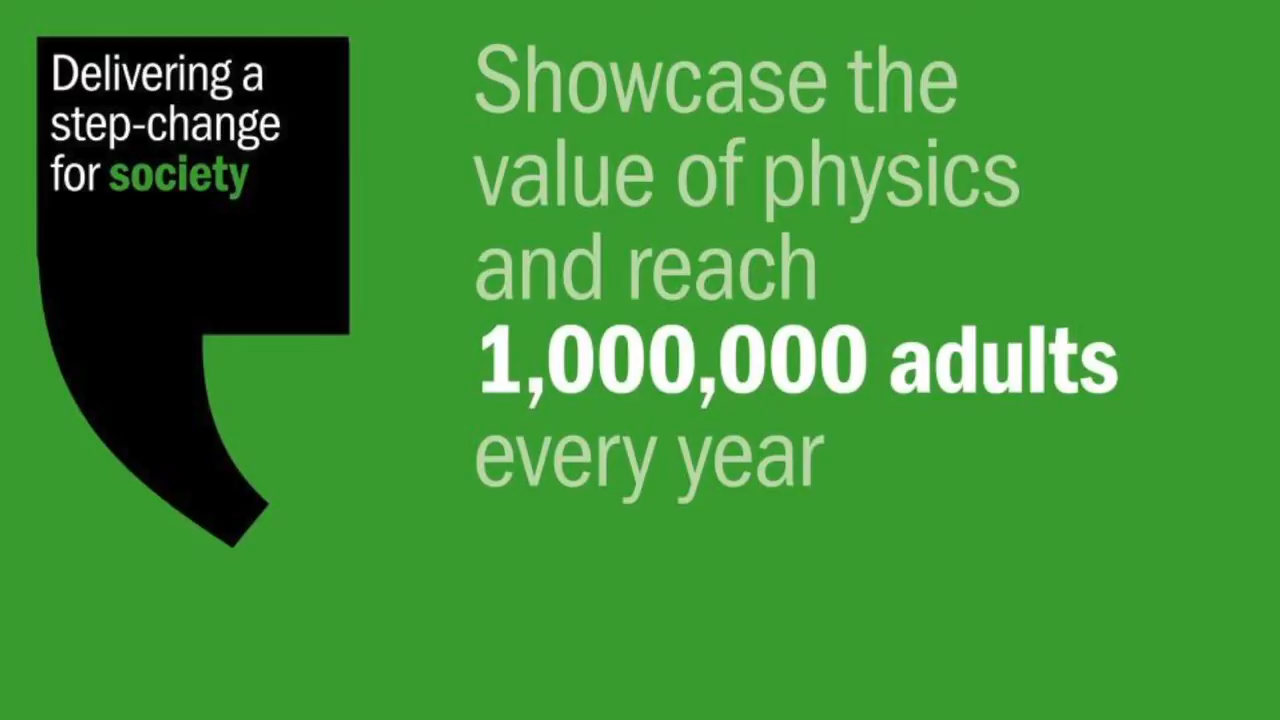 Delivering a
step-change
for society
Showcase the
value of physics
and reach
1,000,000 adults
every year